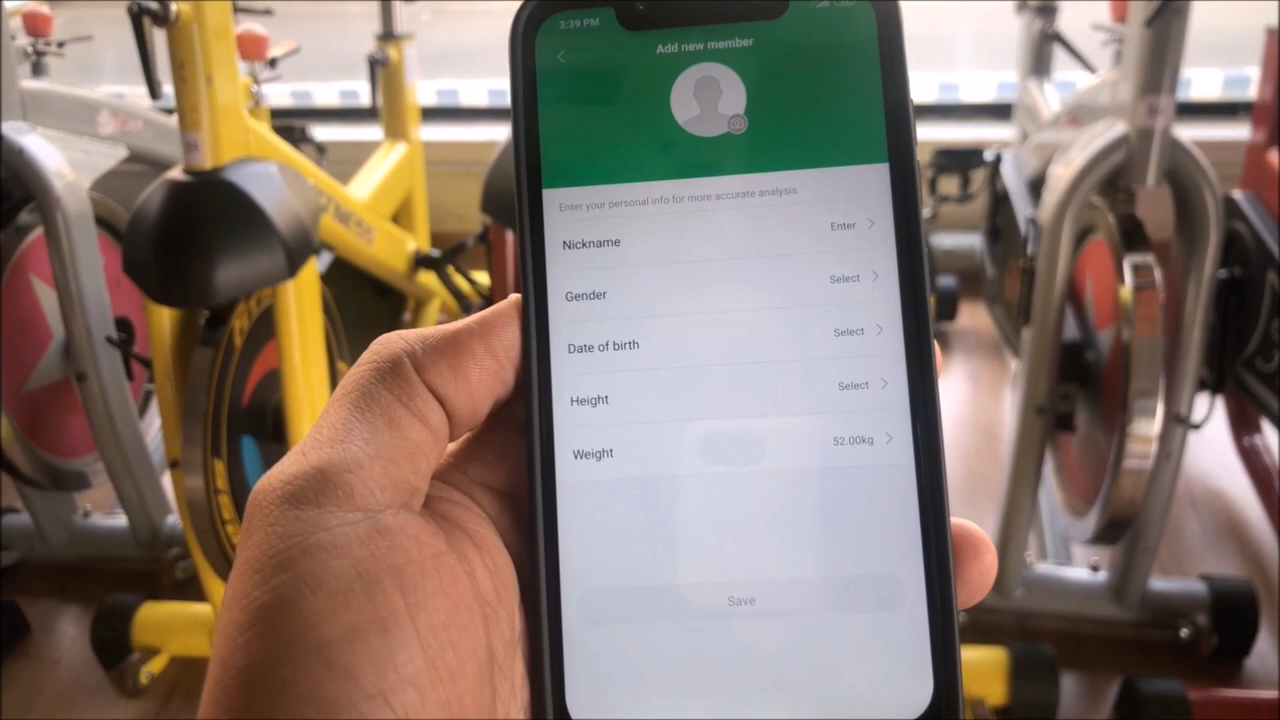 3:39 PM
Add new member
Enter your personal info for more accurate analysis
Nickname Enter
Gender Select
Date of birth Select
Height Select
Weight 52.00kg
Save